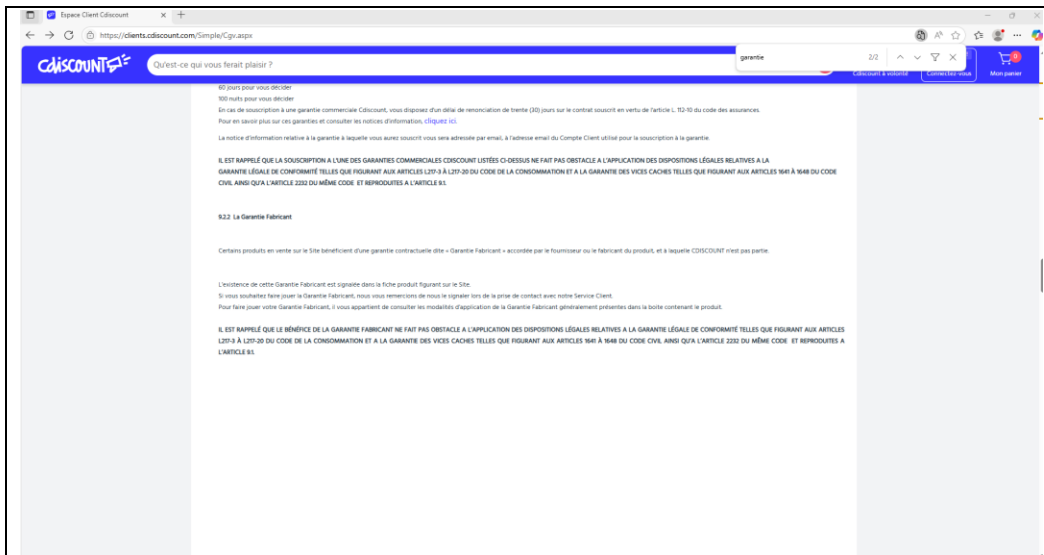 Espace Client Cdiscount
https://clients.cdiscount.com/Simple/Cgv.aspx
garantie
2/2
Cdiscount
Qu'est-ce qui vous ferait plaisir ?
Cdiscount à volonté
Connectez-vous
0
Mon panier
60 jours pour vous décider
100 nuits pour vous décider
En cas de souscription à une garantie commerciale Cdiscount, vous disposez d'un délai de renonciation de trente (30) jours sur le contrat souscrit en vertu de l'article L. 112-10 du code des assurances.
Pour en savoir plus sur ces garanties et consulter les notices d'information, cliquez ici.
La notice d'information relative à la garantie à laquelle vous aurez souscrit vous sera adressée par email, à l'adresse email du Compte Client utilisé pour la souscription à la garantie.
IL EST RAPPELÉ QUE LA SOUSCRIPTION A L'UNE DES GARANTIES COMMERCIALES CDISCOUNT LISTÉES CI-DESSUS NE FAIT PAS OBSTACLE A L'APPLICATION DES DISPOSITIONS LÉGALES RELATIVES A LA
GARANTIE LÉGALE DE CONFORMITÉ TELLES QUE FIGURANT AUX ARTICLES L217-3 À L217-20 DU CODE DE LA CONSOMMATION ET A LA GARANTIE DES VICES CACHES TELLES QUE FIGURANT AUX ARTICLES 1641 À 1648 DU CODE
CIVIL AINSI QU'A L'ARTICLE 2232 DU MÊME CODE ET REPRODUITES A L'ARTICLE 9.1.
9.2.2 La Garantie Fabricant
Certains produits en vente sur le Site bénéficient d'une garantie contractuelle dite « Garantie Fabricant » accordée par le fournisseur ou le fabricant du produit, et à laquelle CDISCOUNT n'est pas partie.
L'existence de cette Garantie Fabricant est signalée dans la fiche produit figurant sur le Site.
Si vous souhaitez faire jouer la Garantie Fabricant, nous vous remercions de nous le signaler lors de la prise de contact avec notre Service Client.
Pour faire jouer votre Garantie Fabricant, il vous appartient de consulter les modalités d'application de la Garantie Fabricant généralement présentes dans la boite contenant le produit.
IL EST RAPPELÉ QUE LE BÉNÉFICE DE LA GARANTIE FABRICANT NE FAIT PAS OBSTACLE A L'APPLICATION DES DISPOSITIONS LÉGALES RELATIVES A LA GARANTIE LÉGALE DE CONFORMITÉ TELLES QUE FIGURANT AUX ARTICLES
L217-3 À L217-20 DU CODE DE LA CONSOMMATION ET A LA GARANTIE DES VICES CACHES TELLES QUE FIGURANT AUX ARTICLES 1641 À 1648 DU CODE CIVIL AINSI QU'A L'ARTICLE 2232 DU MÊME CODE ET REPRODUITES A
L'ARTICLE 9.1.